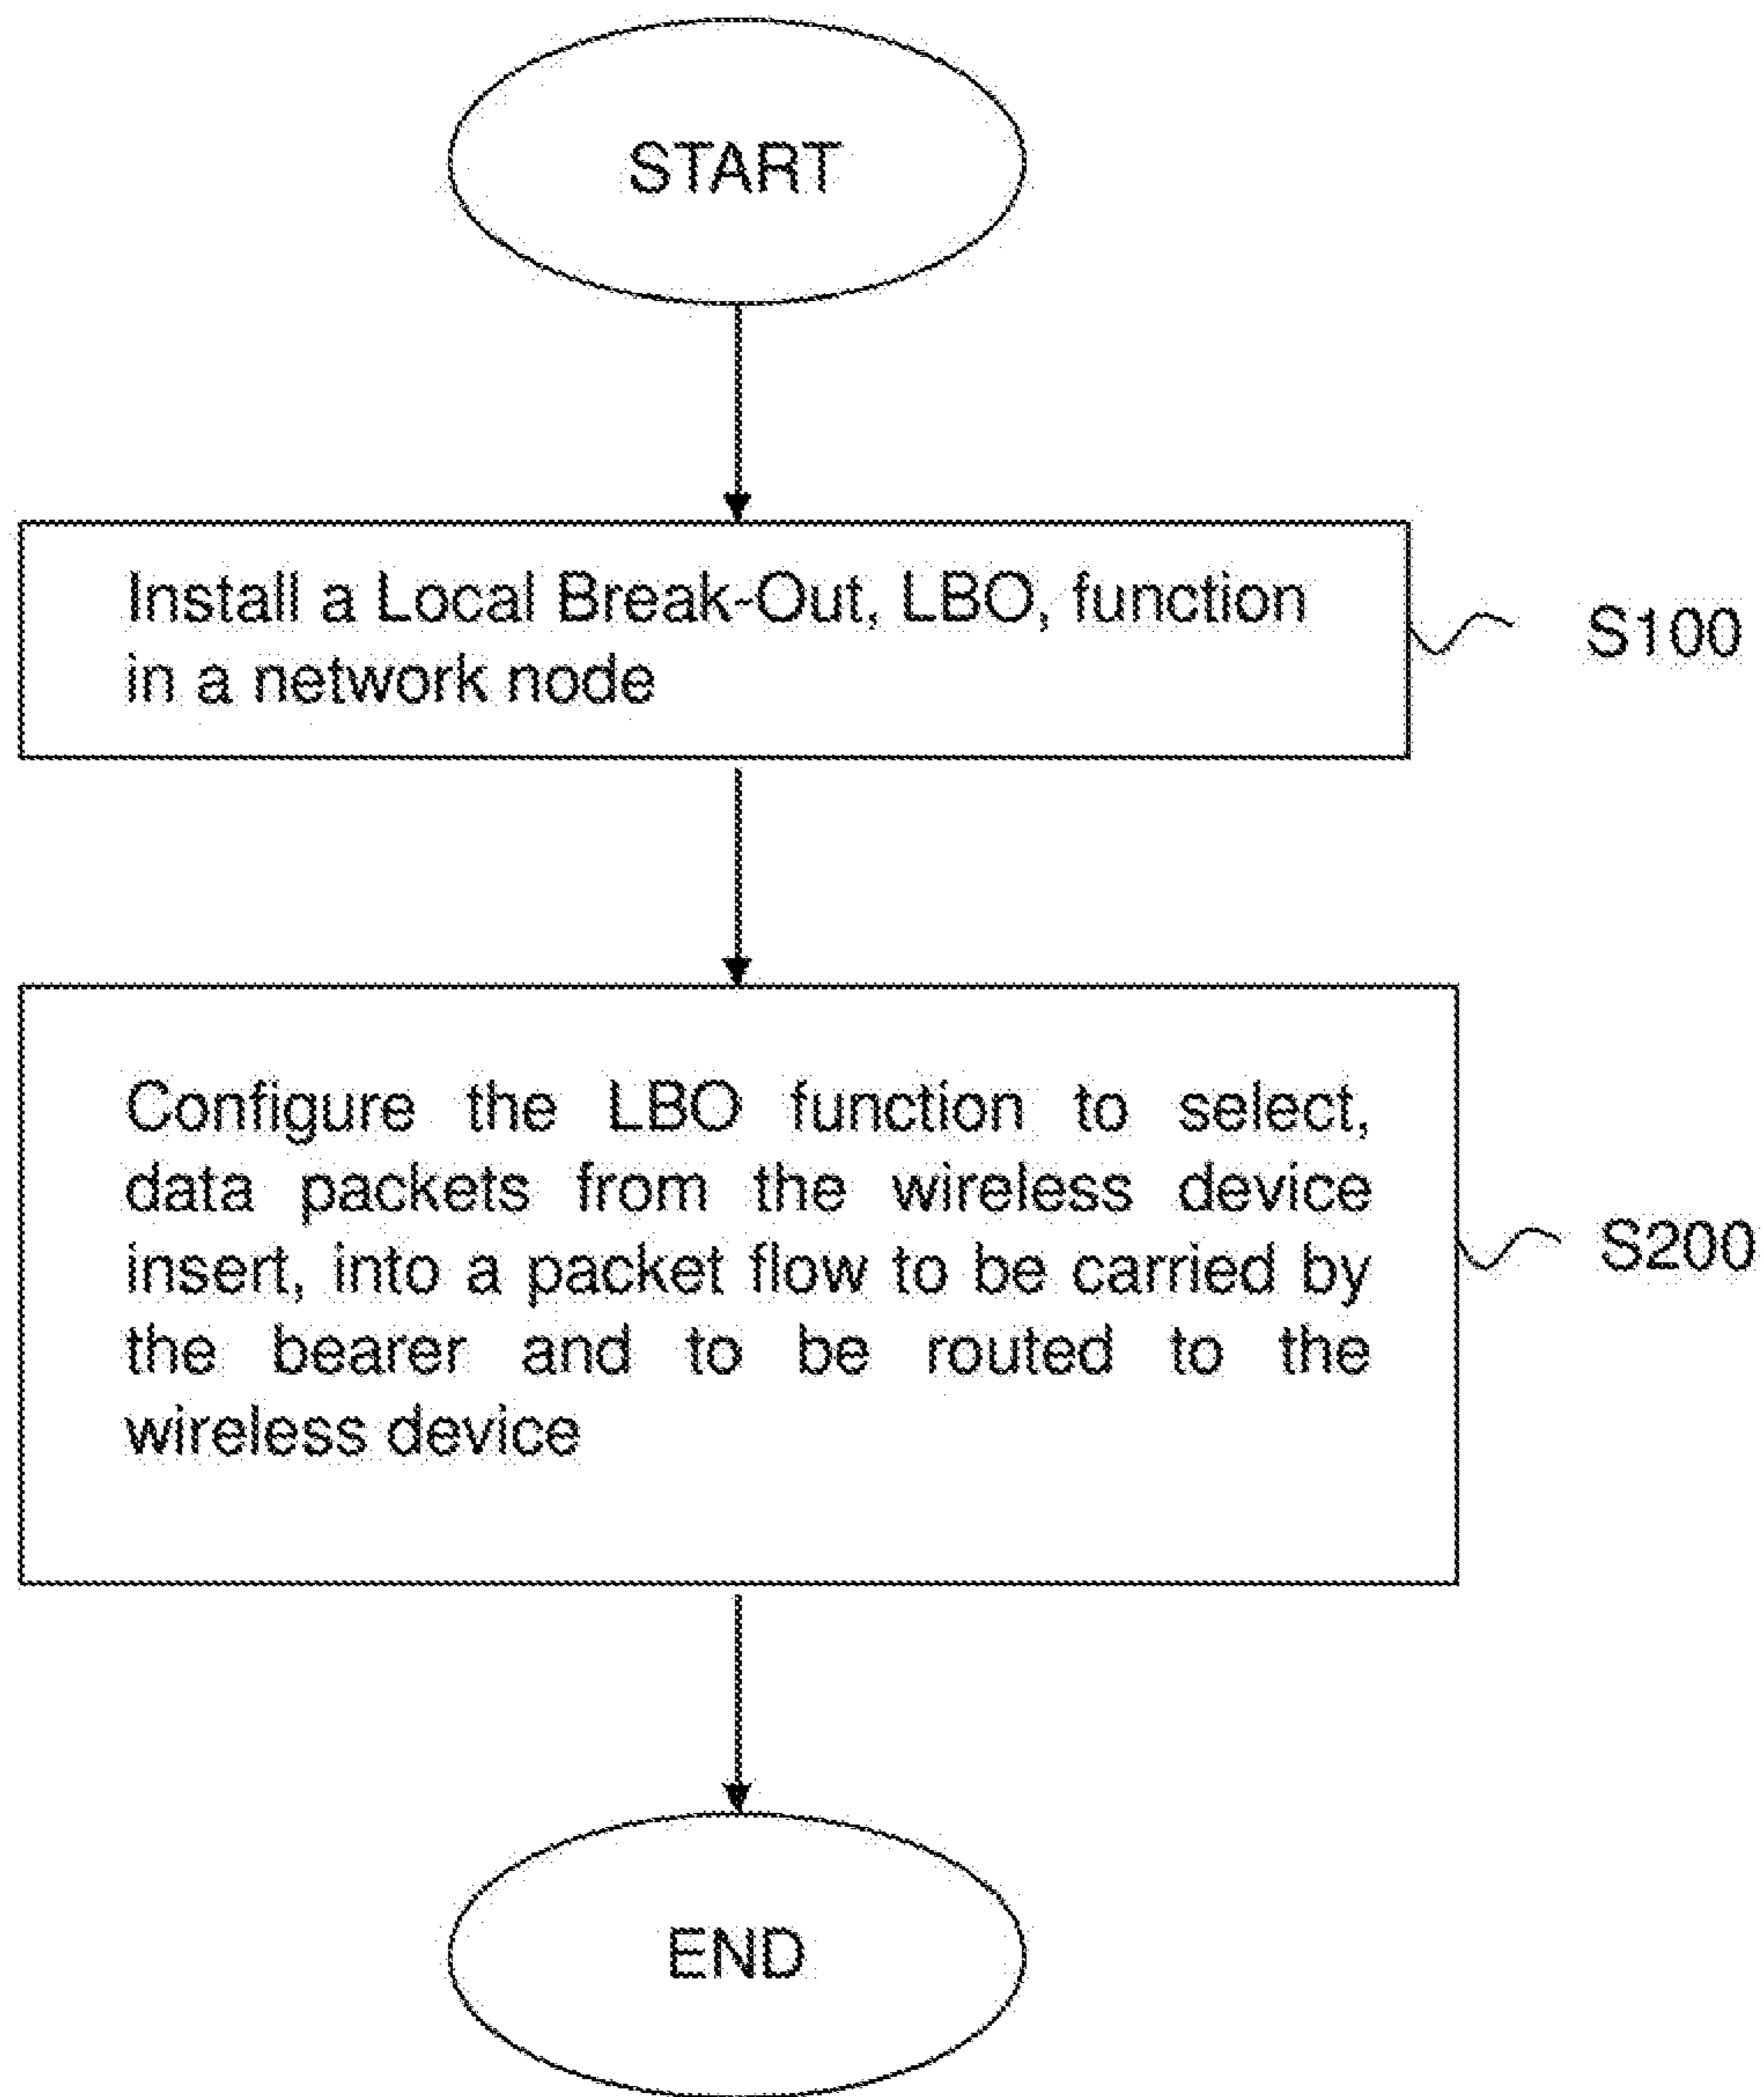 START
Install a Local Break-Out, LBO, function
in a network node
S100
Configure the LBO function to select,
data packets from the wireless device
insert, into a packet flow to be carried by
the bearer and to be routed to the
wireless device
S200
END